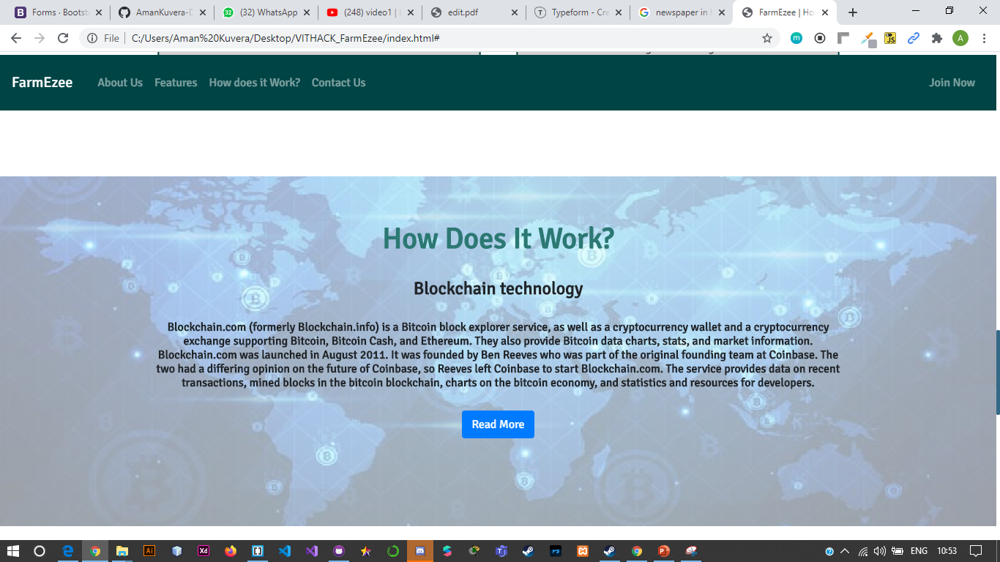 Forms · Bootst
AmanKuvera-D
(32) WhatsApp
(248) video1 |
edit.pdf
Typeform - Cre
newspaper in
FarmEzee | Ho
File
C:/Users/Aman%20Kuvera/Desktop/VITHACK_FarmEzee/index.html#
FarmEzee
About Us
Features
How does it Work?
Contact Us
Join Now
How Does It Work?
Blockchain technology
Blockchain.com (formerly Blockchain.info) is a Bitcoin block explorer service, as well as a cryptocurrency wallet and a cryptocurrency
exchange supporting Bitcoin, Bitcoin Cash, and Ethereum. They also provide Bitcoin data charts, stats, and market information.
Blockchain.com was launched in August 2011. It was founded by Ben Reeves who was part of the original founding team at Coinbase. The
two had a differing opinion on the future of Coinbase, so Reeves left Coinbase to start Blockchain.com. The service provides data on recent
transactions, mined blocks in the bitcoin blockchain, charts on the bitcoin economy, and statistics and resources for developers.
Read More
ENG
10:53